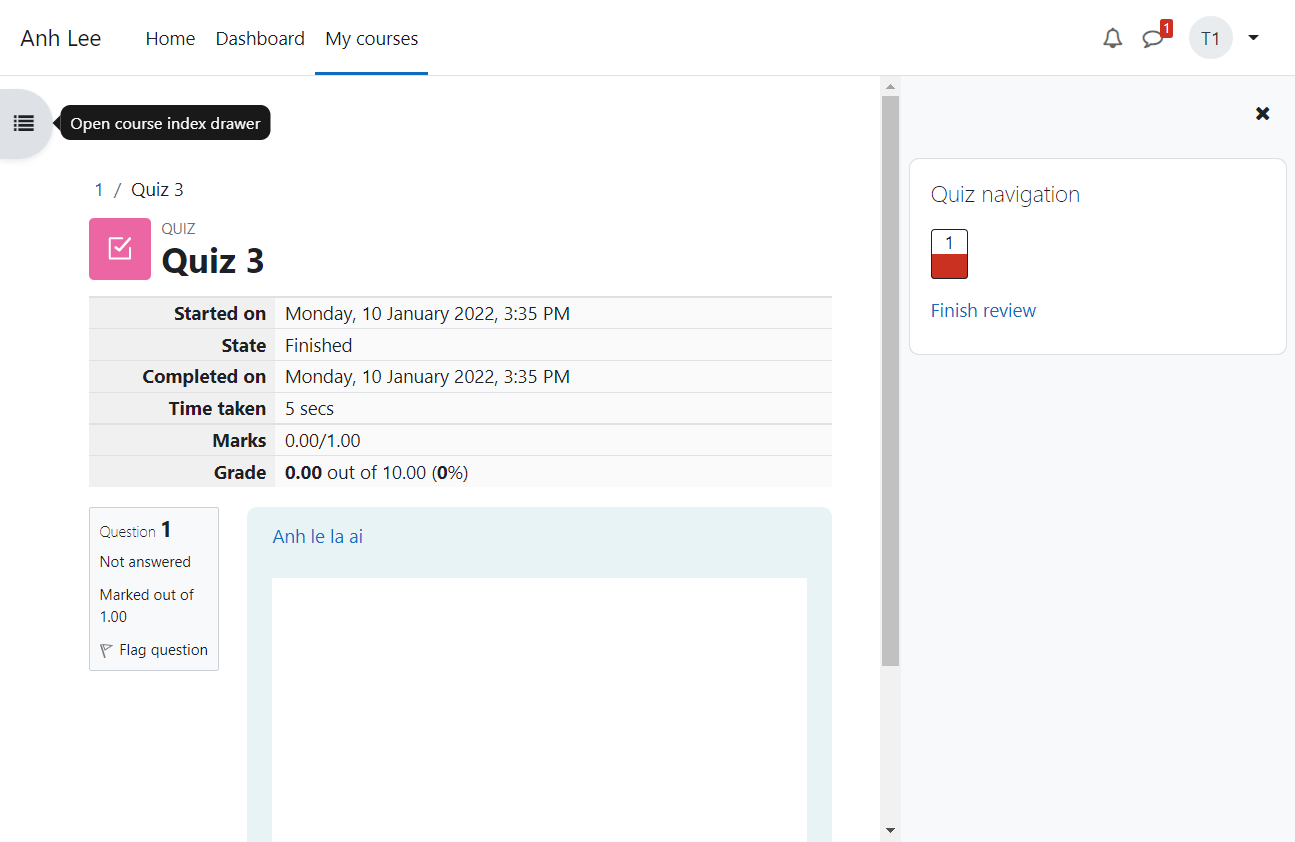 Anh Lee Home Dashboard My courses 1 T1
Open course index drawer
1 / Quiz 3
QUIZ
Quiz 3
Started on Monday, 10 January 2022, 3:35 PM
State Finished
Completed on Monday, 10 January 2022, 3:35 PM
Time taken 5 secs
Marks 0.00/1.00
Grade 0.00 out of 10.00 (0%)
Question 1
Not answered
Marked out of
1.00
Flag question
Anh le la ai
Quiz navigation
1
Finish review